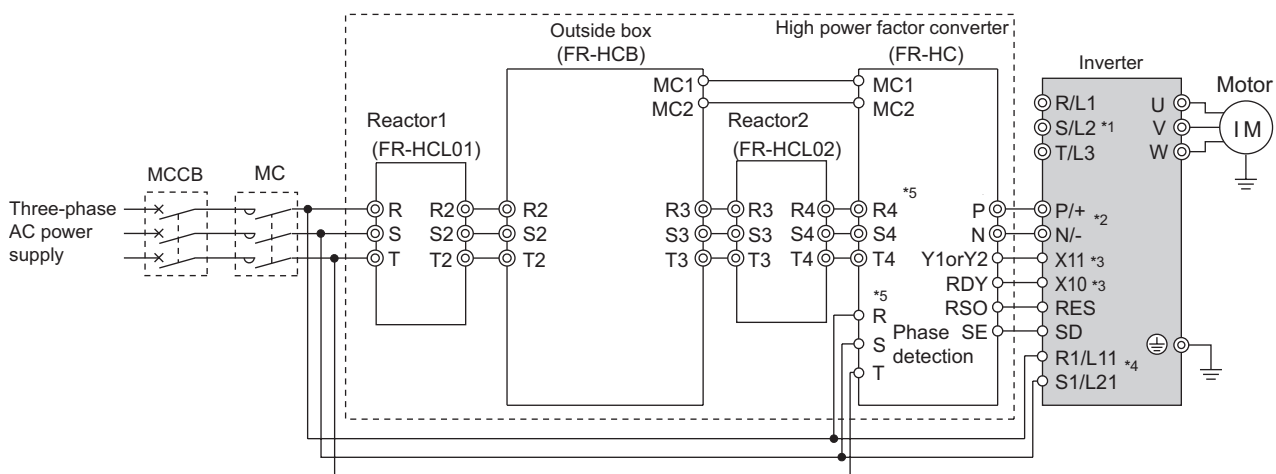 Outside box
(FR-HCB)
High power factor converter
(FR-HC)
Inverter
Motor
MC1
MC2
MC1
MC2
R/L1
S/L2 *1
T/L3
U
V
W
IM
Reactor1
(FR-HCL01)
Reactor2
(FR-HCL02)
MCCB
MC
Three-phase
AC power
supply
R
S
T
R2
S2
T2
R2
S2
T2
R3
S3
T3
R3
S3
T3
R4
S4
T4
*5
R4
S4
T4
P
N
Y1orY2
RDY
RSO
SE
P/+
N/-
*2
X11 *3
X10 *3
RES
SD
R1/L11
S1/L21
*4
*5
R
S
T
Phase
detection